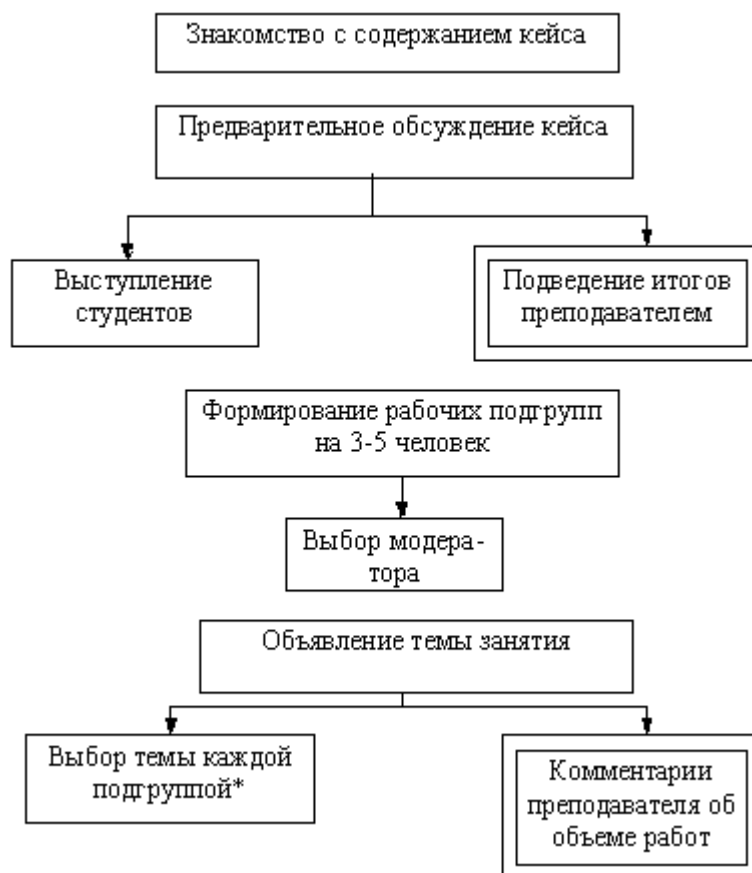 Знакомство с содержанием кейса
Предварительное обсуждение кейса
Выступление
студентов
Подведение итогов
преподавателем
Формирование рабочих подгрупп
на 3-5 человек
Выбор модера-
тора
Объявление темы занятия
Выбор темы каждой
подгруппой*
Комментарии
преподавателя об
объеме работ